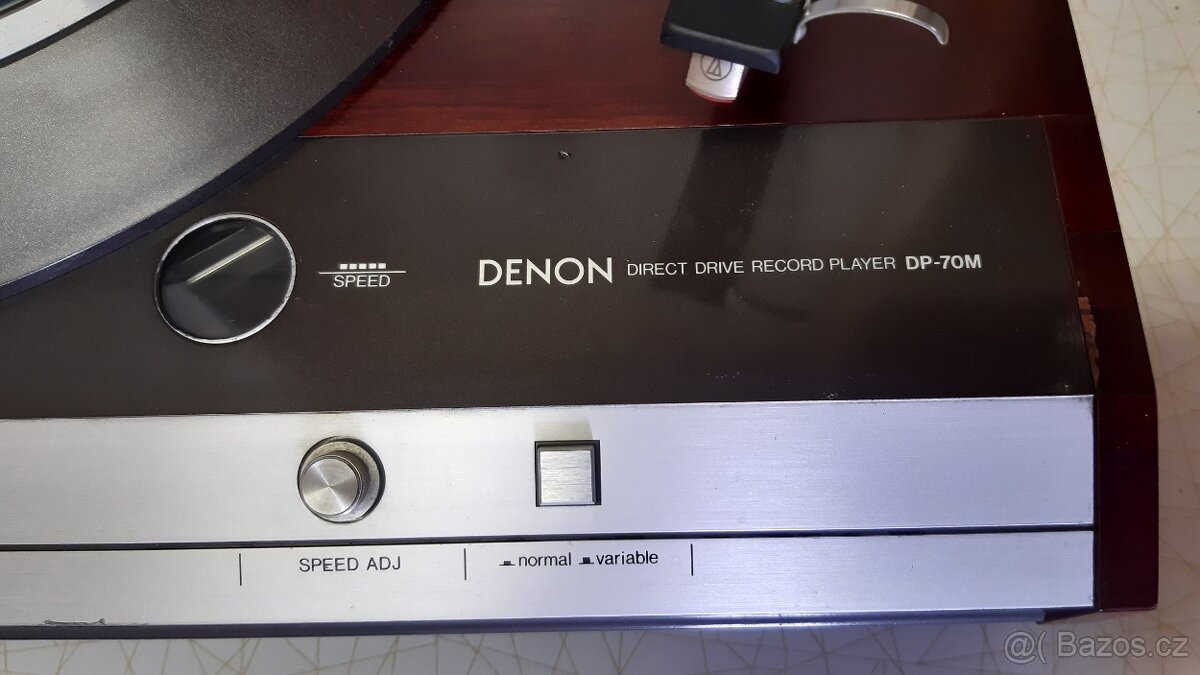 SPEED
DENON DIRECT DRIVE RECORD PLAYER DP-70M
SPEED ADJ
normal variable
@( Bazos.cz